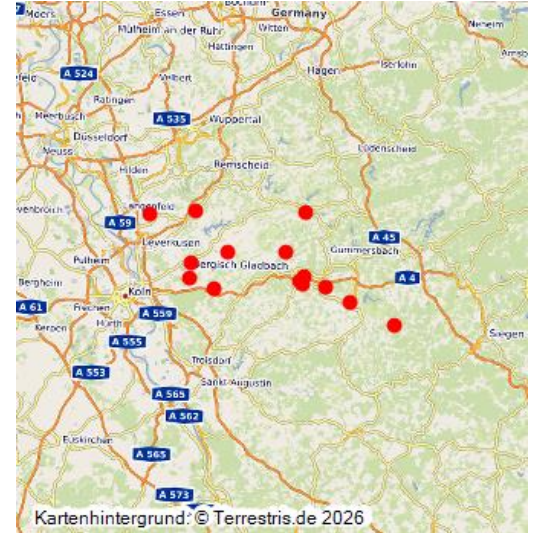 Bochum
Moers
Essen
Germany
Mülheim an der Ruhr
Witten
Neheim
Hattingen
Iserlohn
Hagen
A 524
Velbert
Ratingen
Meerbusch
A 535
Wuppertal
Düsseldorf
Neuss
Lüdenscheid
Hilden
Remscheid
Langenfeld
A 59
Leverkusen
A 45
Gummersbach
Pulheim
Bergisch Gladbach
Bergheim
A 4
Köln
A 61
Frechen
A 559
Kerpen
Hürth
Siegen
A 555
Troisdorf
A 553
Sankt Augustin
A 565
A 562
Euskirchen
A 565
A 573
Kartenhintergrund: © Terrestris.de 2026